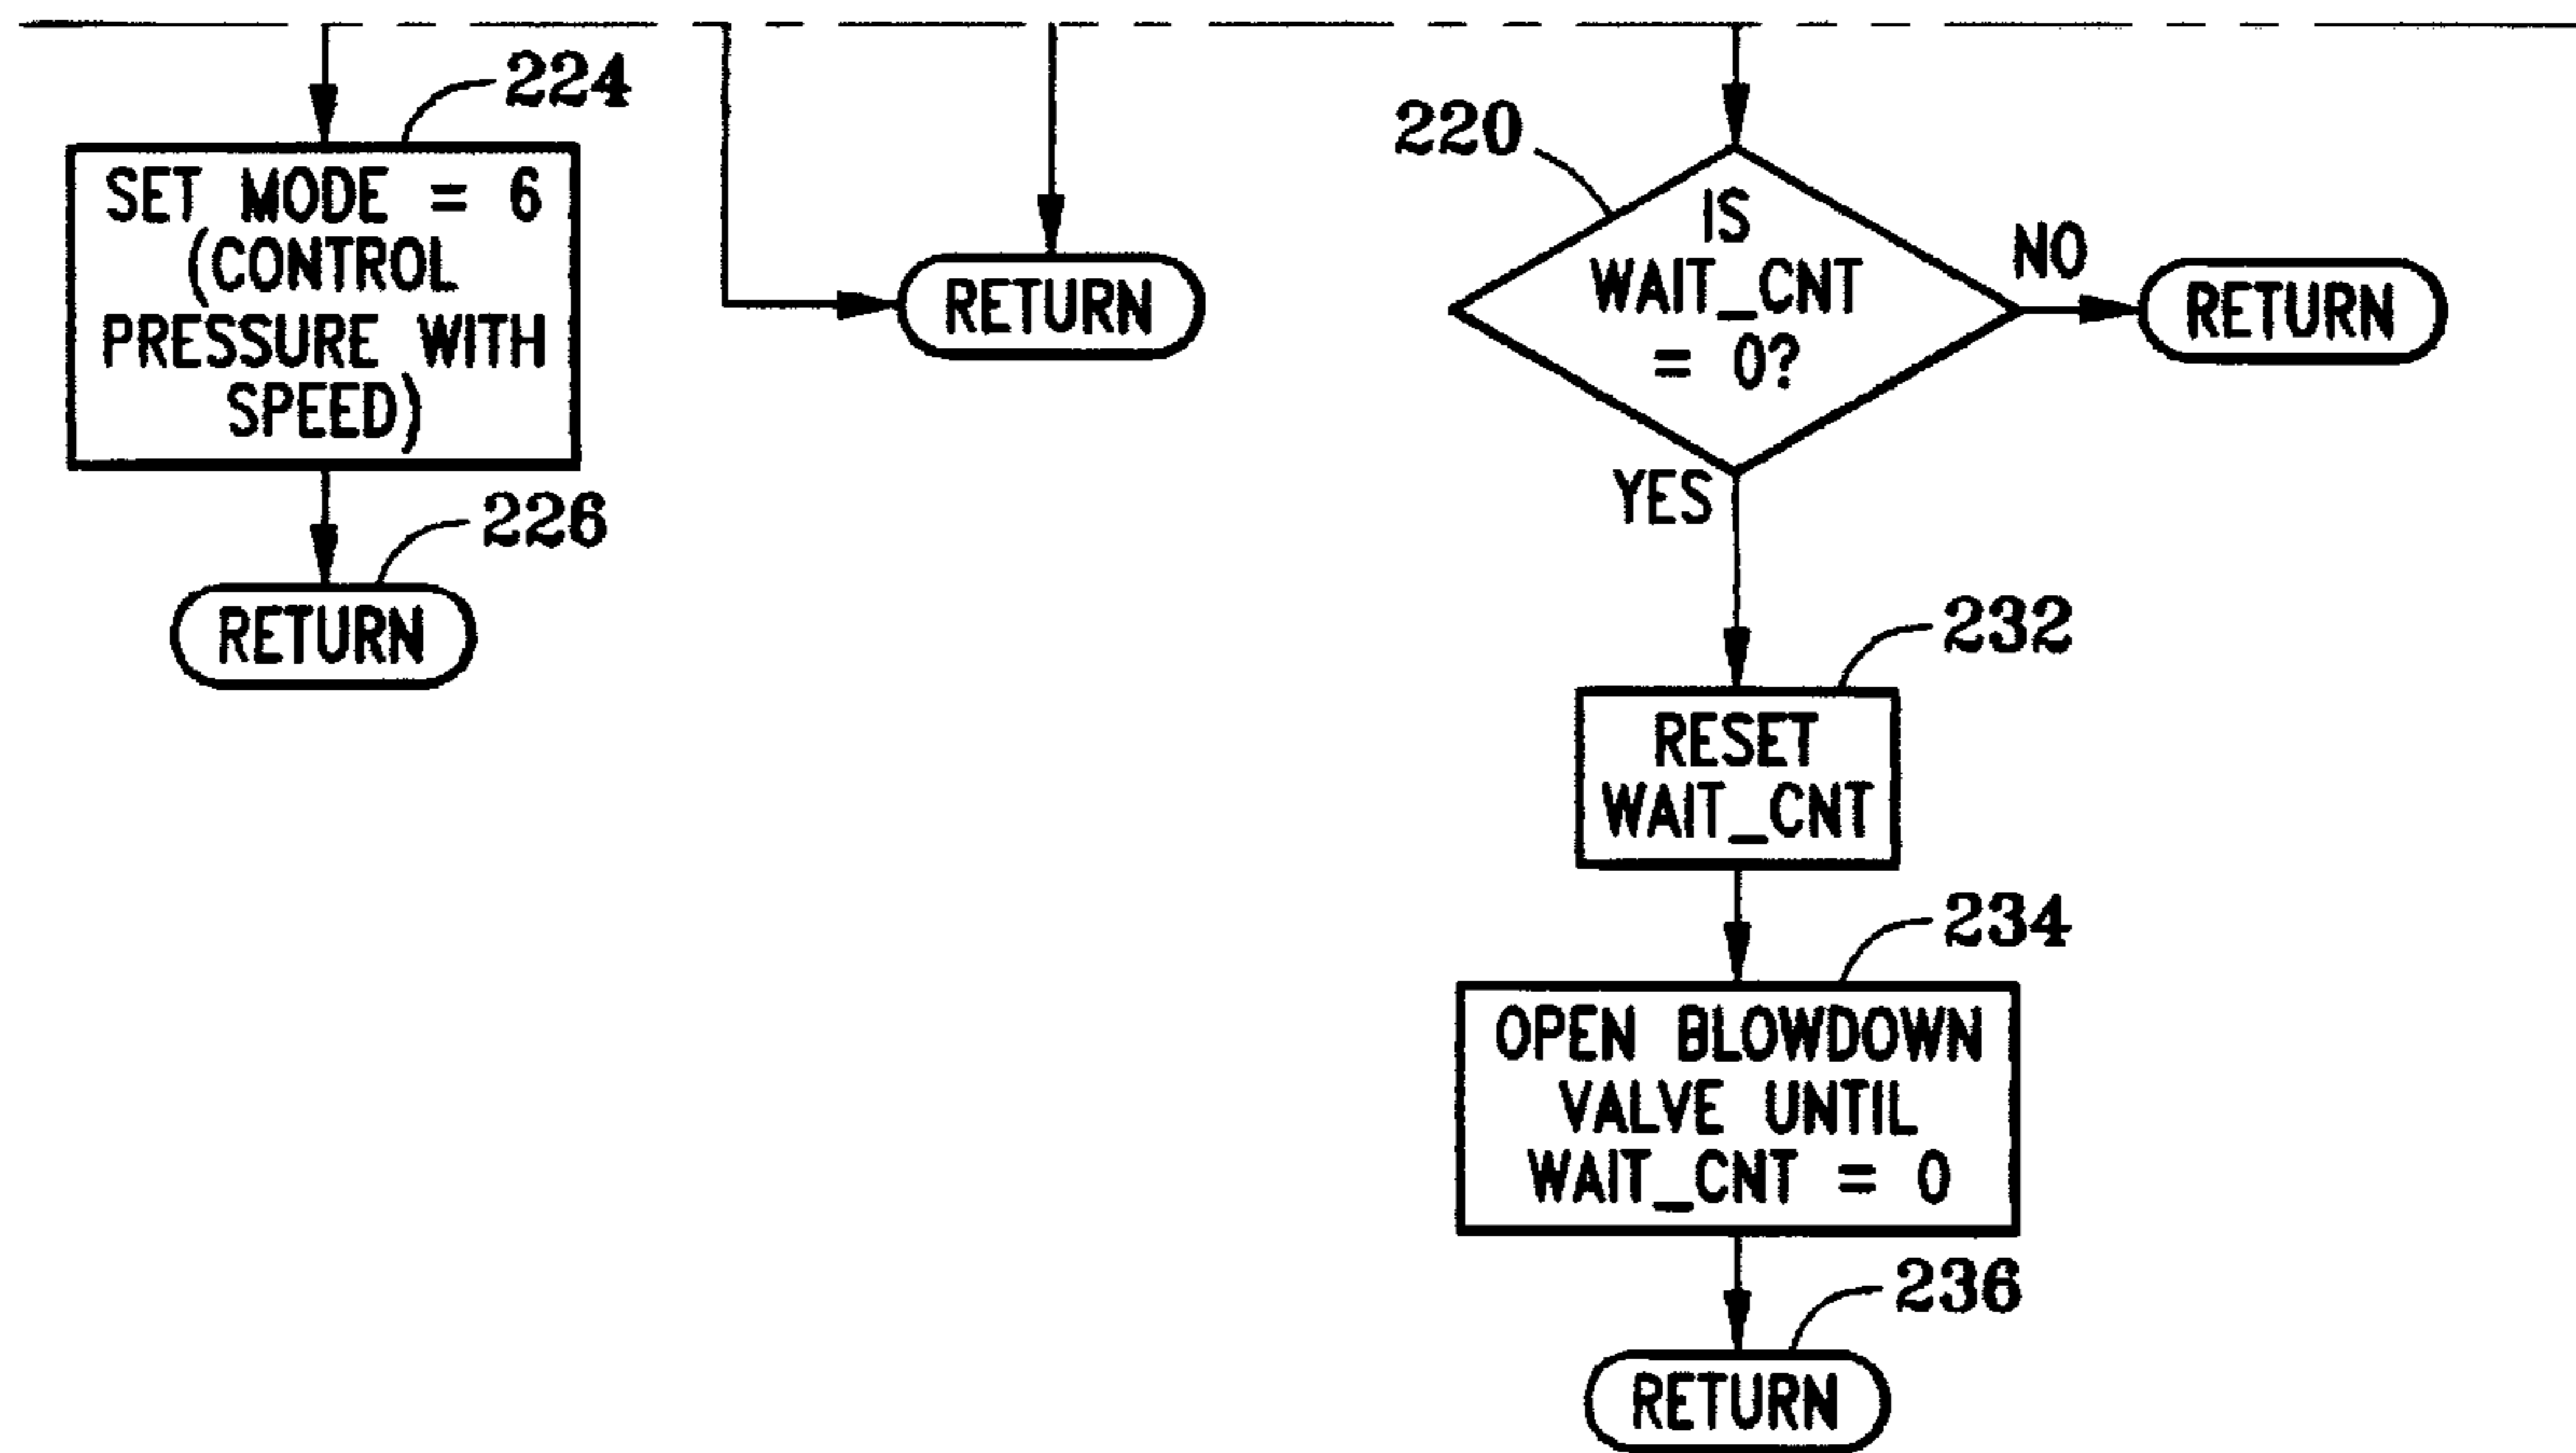 224
SET MODE = 6
(CONTROL
PRESSURE WITH
SPEED)
226
RETURN
RETURN
220
IS
WAIT_CNT
= 0?
NO
RETURN
YES
232
RESET
WAIT_CNT
234
OPEN BLOWDOWN
VALVE UNTIL
WAIT_CNT = 0
236
RETURN